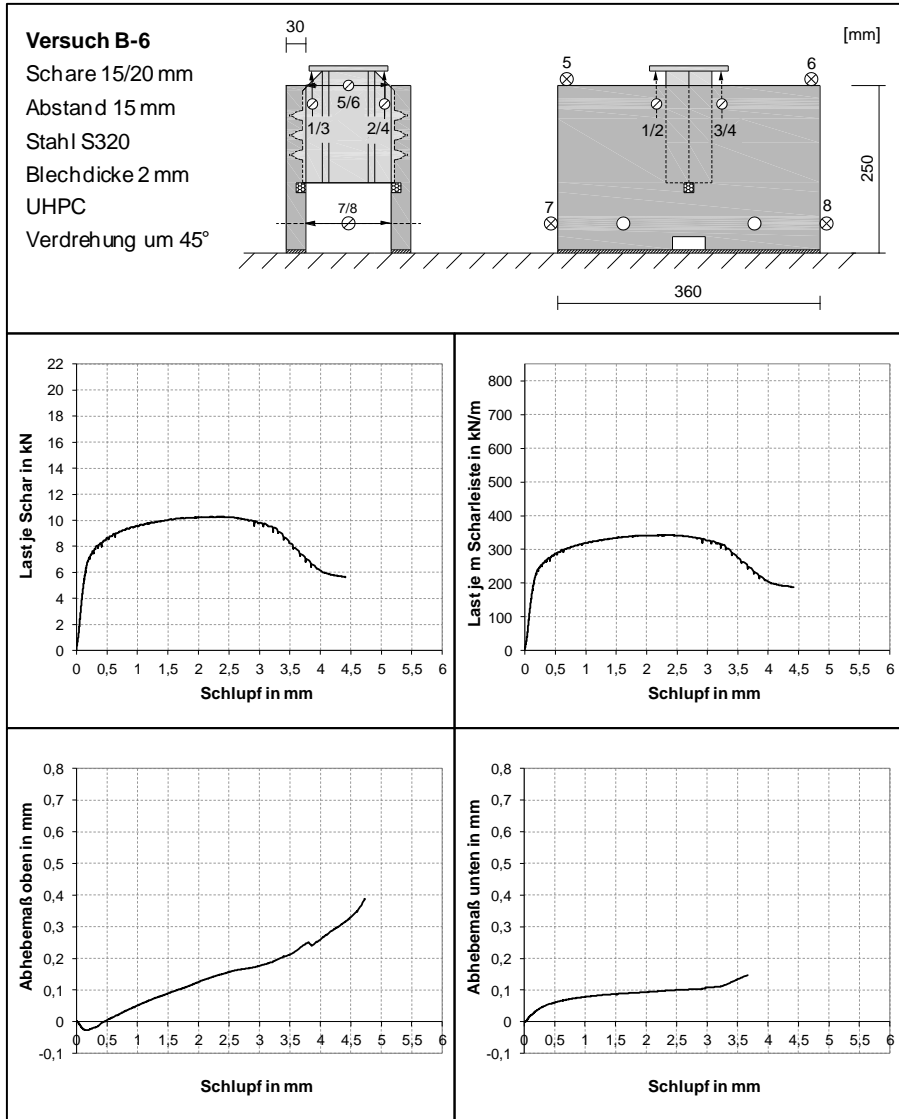 Versuch B-6
Schare 15/20 mm
Abstand 15 mm
Stahl S320
Blechdicke 2 mm
UHPC
Verdrehung um 45°
30
5/6
1/3 2/4
7/8
[mm]
5 6
1/2 3/4
7 8
250
360
Last je Schar in kN
22
20
18
16
14
12
10
8
6
4
2
0
0 0,5 1 1,5 2 2,5 3 3,5 4 4,5 5 5,5 6
Schlupf in mm
Last je m Scharleiste in kN/m
800
700
600
500
400
300
200
100
0
0 0,5 1 1,5 2 2,5 3 3,5 4 4,5 5 5,5 6
Schlupf in mm
Abhebemaß oben in mm
0,8
0,7
0,6
0,5
0,4
0,3
0,2
0,1
0
-0,1
0 0,5 1 1,5 2 2,5 3 3,5 4 4,5 5 5,5 6
Schlupf in mm
Abhebemaß unten in mm
0,8
0,7
0,6
0,5
0,4
0,3
0,2
0,1
0
-0,1
0 0,5 1 1,5 2 2,5 3 3,5 4 4,5 5 5,5 6
Schlupf in mm